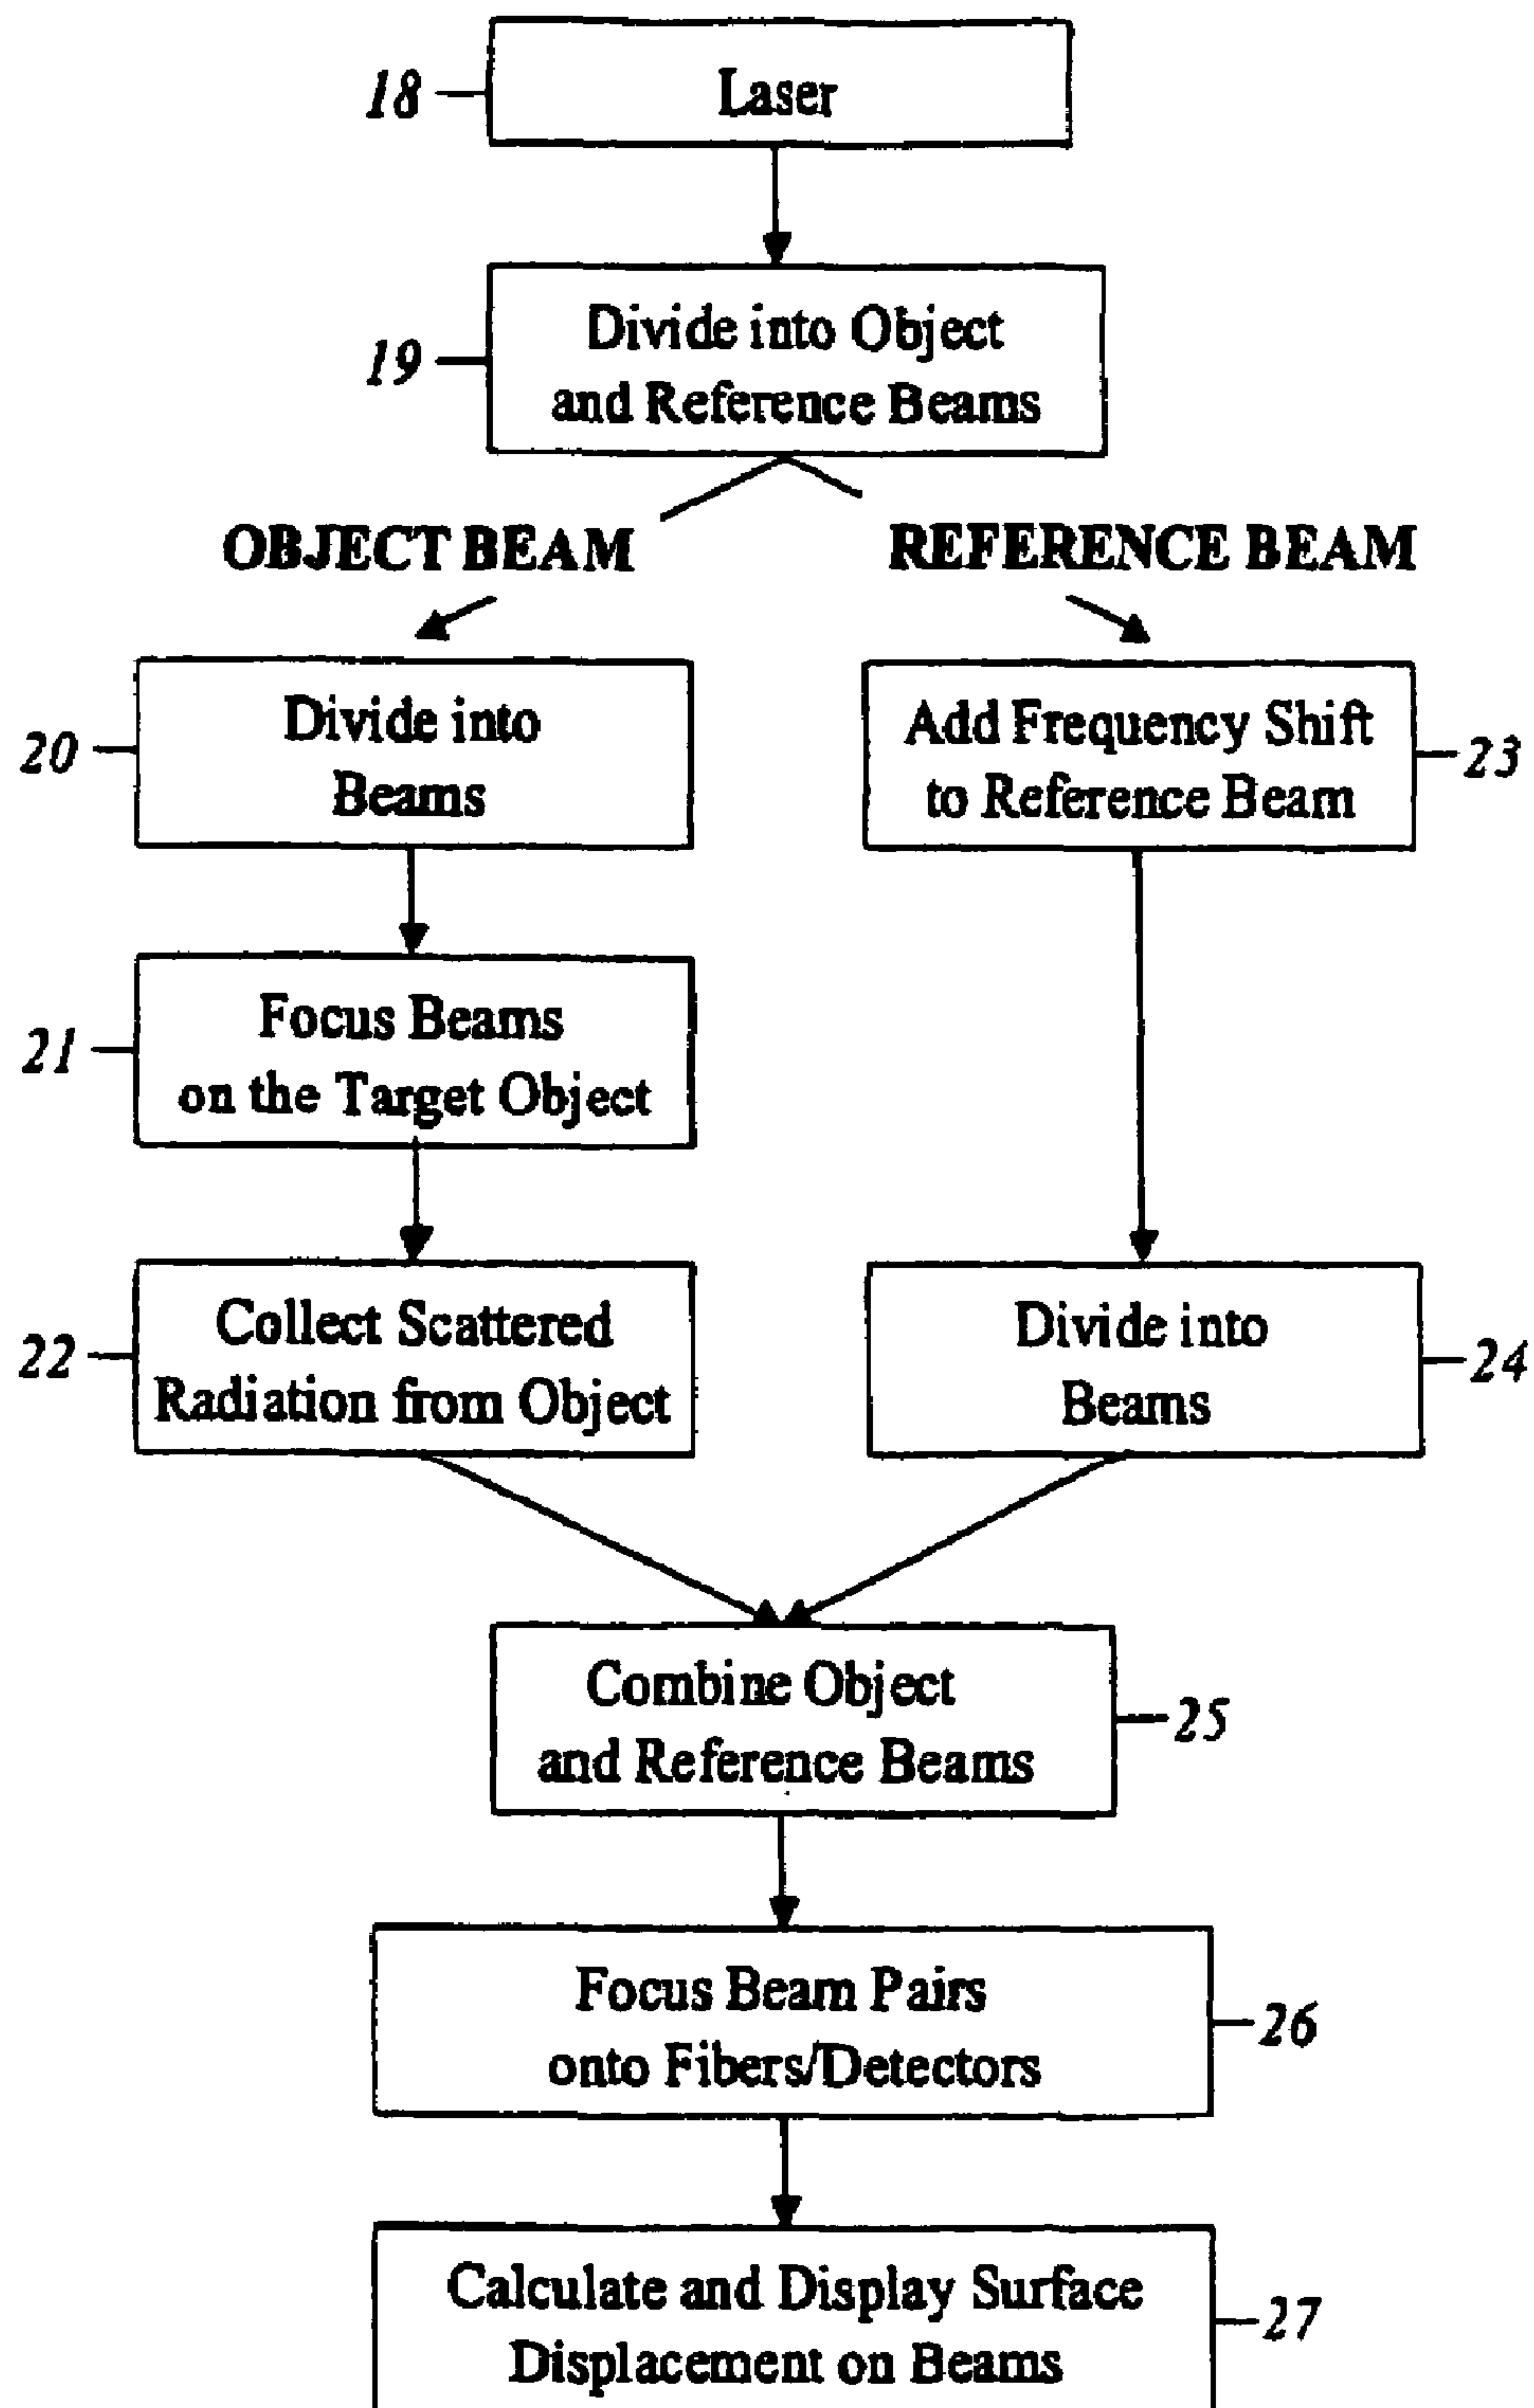 18
Laser
19
Divide into Object
and Reference Beams
OBJECT BEAM
REFERENCE BEAM
20
Divide into
Beams
Add Frequency Shift
to Reference Beam
23
21
Focus Beams
on the Target Object
22
Collect Scattered
Radiation from Object
Divide into
Beams
24
Combine Object
and Reference Beams
25
Focus Beam Pairs
onto Fibers/Detectors
26
Calculate and Display Surface
Displacement on Beams
27